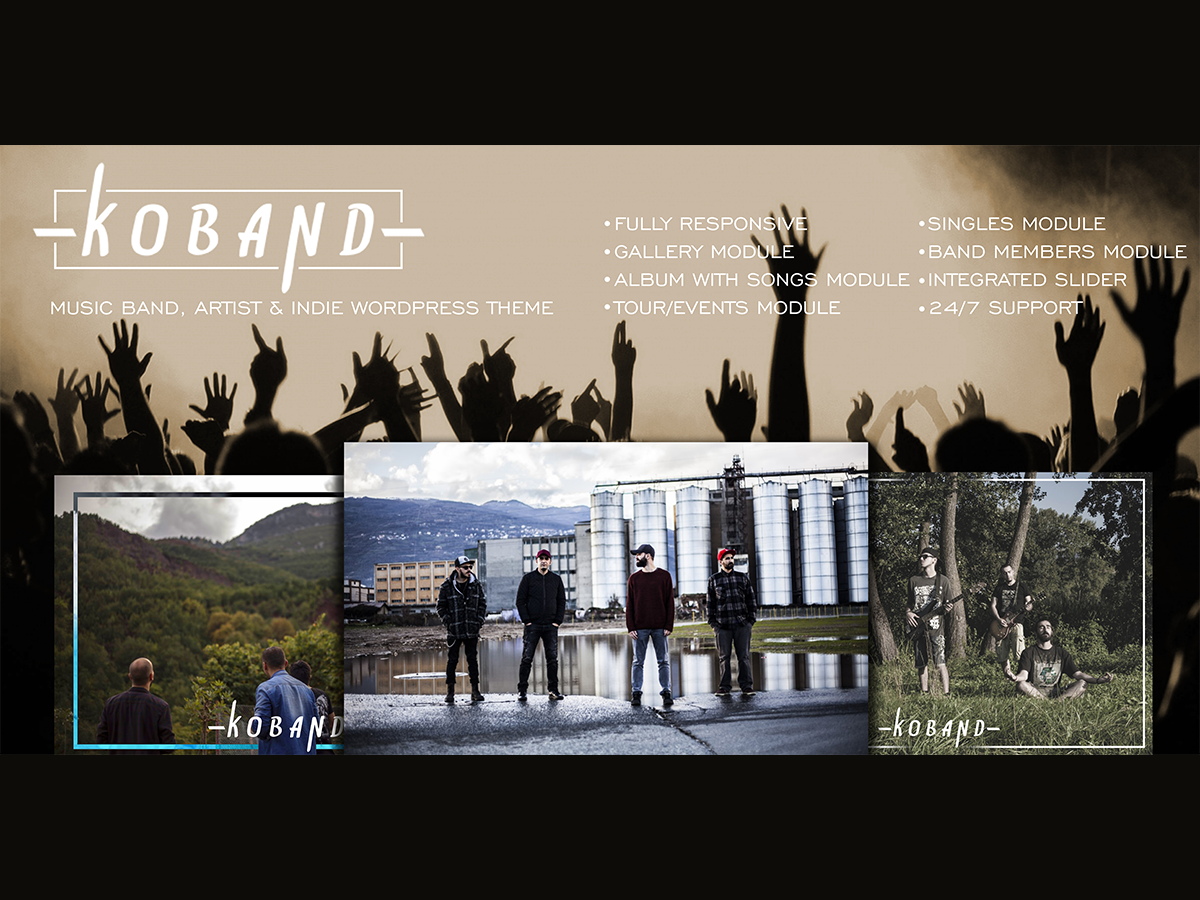 KOBAND
MUSIC BAND, ARTIST & INDIE WORDPRESS THEME
• FULLY RESPONSIVE
• GALLERY MODULE
• ALBUM WITH SONGS MODULE
• TOUR/EVENTS MODULE
• SINGLES MODULE
• BAND MEMBERS MODULE
• INTEGRATED SLIDER
• 24/7 SUPPORT
KOBAND
KOBAND